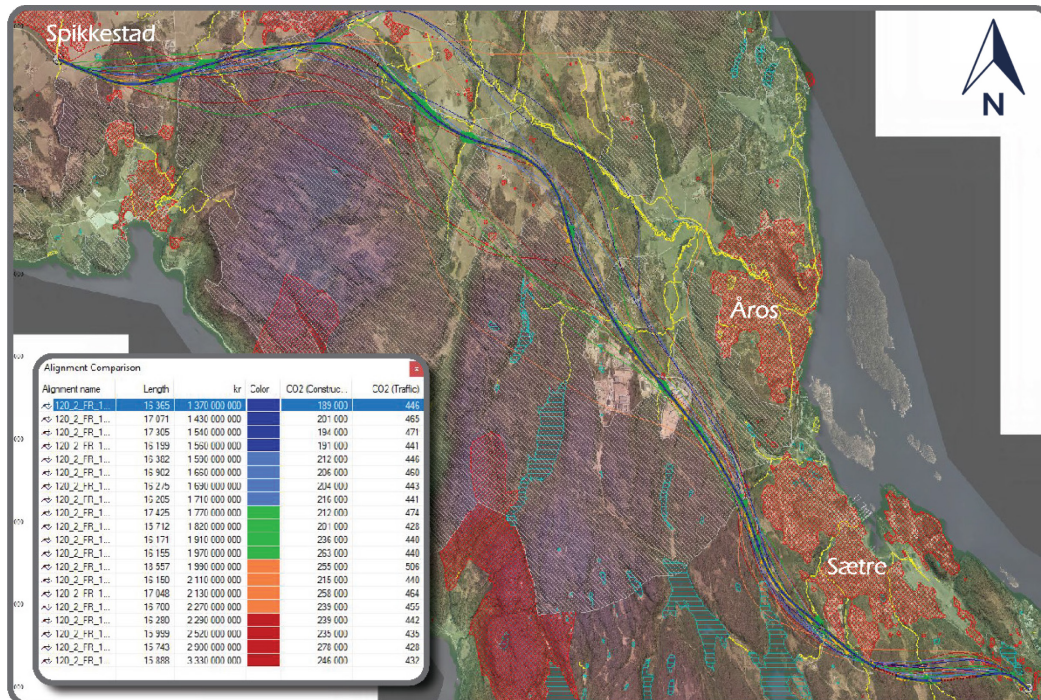 Spikkestad
N
Åros
Sætre
Alignment Comparison
Alignment name Length kr Color CO2 (Construc... CO2 (Traffic)
120_2_FR_1... 16 365 1 370 000 000 189 000 446
120_2_FR_1... 17 071 1 430 000 000 201 000 465
120_2_FR_1... 17 305 1 540 000 000 194 000 471
120_2_FR_1... 16 199 1 560 000 000 191 000 441
120_2_FR_1... 16 382 1 590 000 000 212 000 446
120_2_FR_1... 16 902 1 660 000 000 206 000 460
120_2_FR_1... 16 275 1 690 000 000 204 000 443
120_2_FR_1... 16 205 1 710 000 000 216 000 441
120_2_FR_1... 17 425 1 770 000 000 212 000 474
120_2_FR_1... 15 712 1 820 000 000 201 000 428
120_2_FR_1... 16 171 1 910 000 000 236 000 440
120_2_FR_1... 16 155 1 970 000 000 263 000 440
120_2_FR_1... 18 557 1 990 000 000 255 000 506
120_2_FR_1... 16 150 2 110 000 000 215 000 440
120_2_FR_1... 17 048 2 130 000 000 258 000 464
120_2_FR_1... 16 700 2 270 000 000 239 000 455
120_2_FR_1... 16 280 2 290 000 000 239 000 442
120_2_FR_1... 15 999 2 520 000 000 235 000 435
120_2_FR_1... 15 743 2 900 000 000 278 000 428
120_2_FR_1... 15 888 3 330 000 000 246 000 432